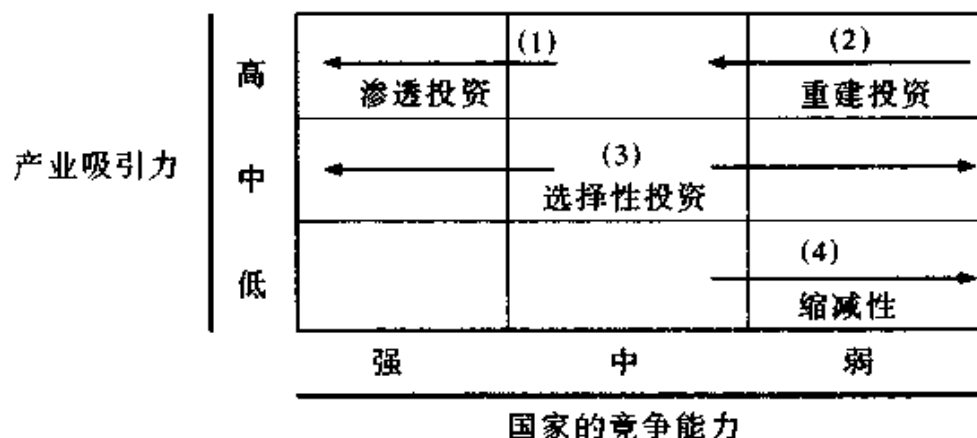 (1)
(2)
高
渗透投资
重建投资
产业吸引力
中
(3)
选择性投资
低
(4)
缩减性
强
中
弱
国家的竞争能力